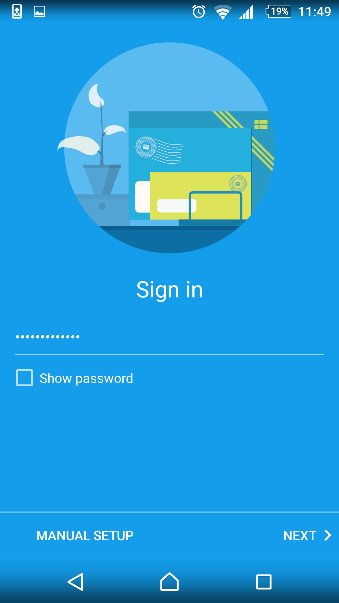 19% 11:49
Sign in
•••••••••••••
Show password
MANUAL SETUP NEXT